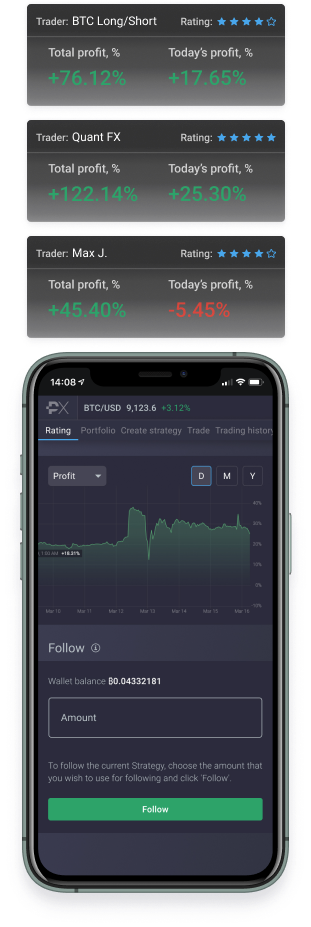 Trader: BTC Long/Short Rating:
Total profit, % Today's profit, %
+76.12% +17.65%
Trader: Quant FX Rating:
Total profit, % Today's profit, %
+122.14% +25.30%
Trader: Max J. Rating:
Total profit, % Today's profit, %
+45.40% -5.45%
14:08
PX BTC/USD 9,123.6 +3.12%
Rating Portfolio Create strategy Trade Trading history
Profit D M Y
40%
30%
20%
+18.31%
10%
0%
-10%
Mar 10 Mar 11 Mar 12 Mar 13 Mar 14 Mar 15 Mar 16
Follow
Wallet balance ฿0.04332181
Amount
To follow the current Strategy, choose the amount that
you wish to use for following and click 'Follow'.
Follow